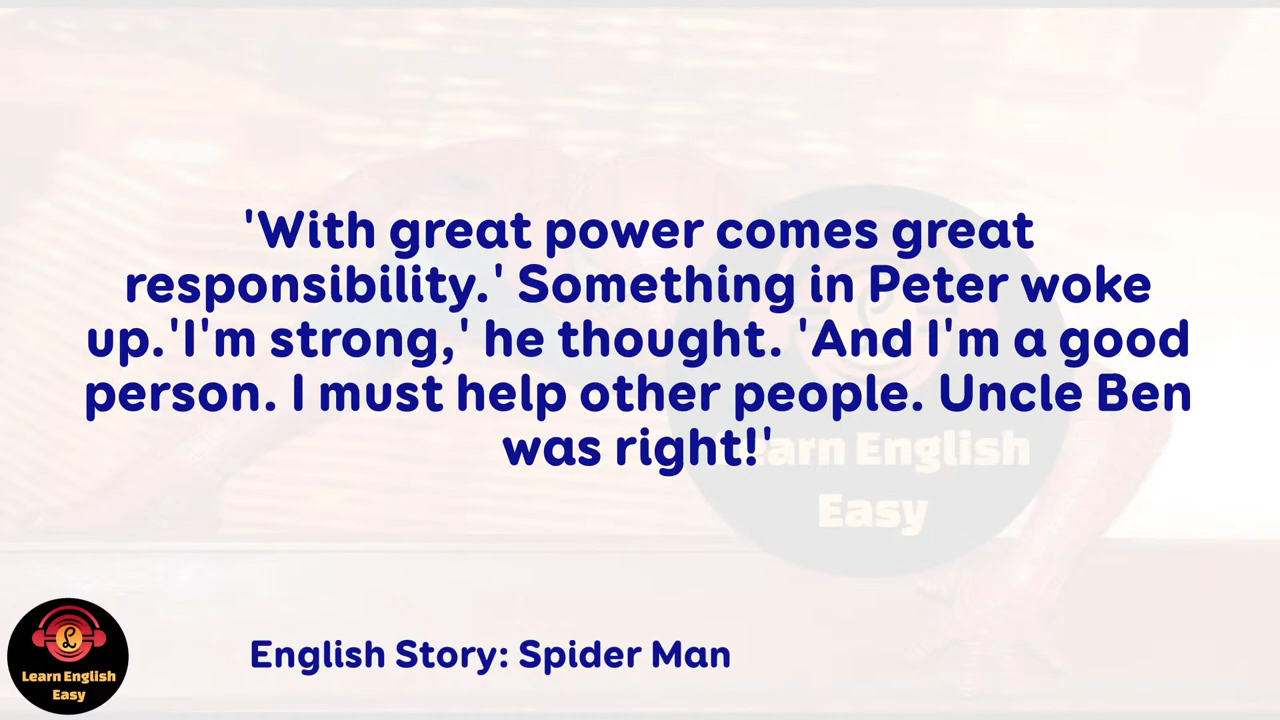 'With great power comes great
responsibility.' Something in Peter woke
up.'I'm strong,' he thought. 'And I'm a good
person. I must help other people. Uncle Ben
was right!'
Learn English
Easy
English Story: Spider Man
L
Learn English
Easy